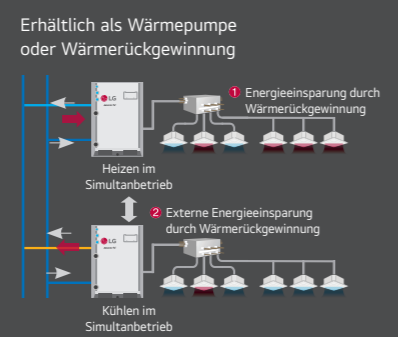 Erhältlich als Wärmepumpe
oder Wärmerückgewinnung
LG
1 Energieeinsparung durch
Wärmerückgewinnung
Heizen im
Simultanbetrieb
2 Externe Energieeinsparung
durch Wärmerückgewinnung
LG
Kühlen im
Simultanbetrieb